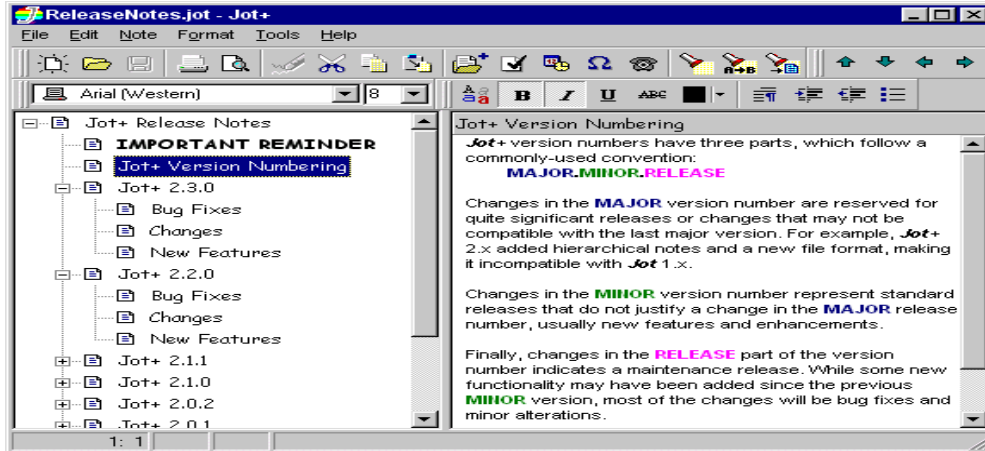 ReleaseNotes.jot - Jot+
File Edit Note Format Tools Help
Arial (Western) 8 B I U ABC
Jot+ Release Notes
IMPORTANT REMINDER
Jot+ Version Numbering
Jot+ 2.3.0
Bug Fixes
Changes
New Features
Jot+ 2.2.0
Bug Fixes
Changes
New Features
Jot+ 2.1.1
Jot+ 2.1.0
Jot+ 2.0.2
Jot+ 2.0.1
Jot+ Version Numbering
Jot+ version numbers have three parts, which follow a
commonly-used convention:
MAJOR.MINOR.RELEASE
Changes in the MAJOR version number are reserved for
quite significant releases or changes that may not be
compatible with the last major version. For example, Jot+
2.x added hierarchical notes and a new file format, making
it incompatible with Jot 1.x.
Changes in the MINOR version number represent standard
releases that do not justify a change in the MAJOR release
number, usually new features and enhancements.
Finally, changes in the RELEASE part of the version
number indicates a maintenance release. While some new
functionality may have been added since the previous
MINOR version, most of the changes will be bug fixes and
minor alterations.
1: 1